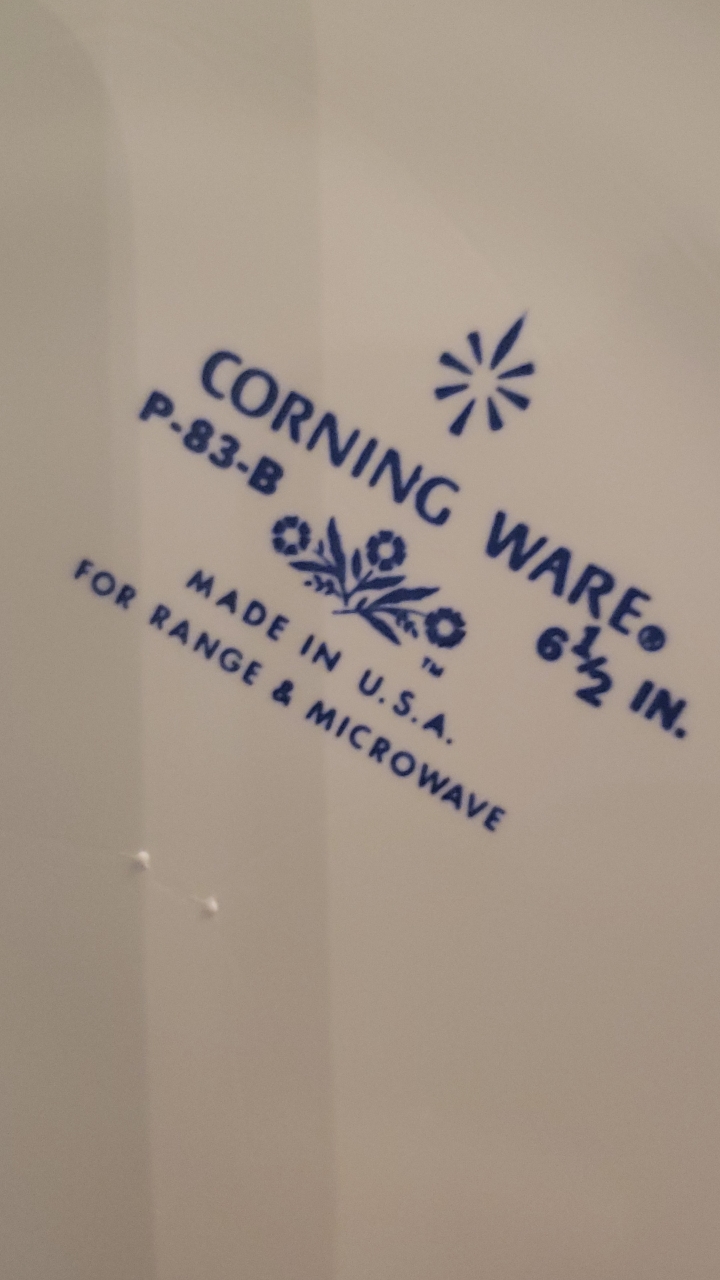 CORNING WARE®
P-83-B 6½ IN.
TM
MADE IN U.S.A.
FOR RANGE & MICROWAVE